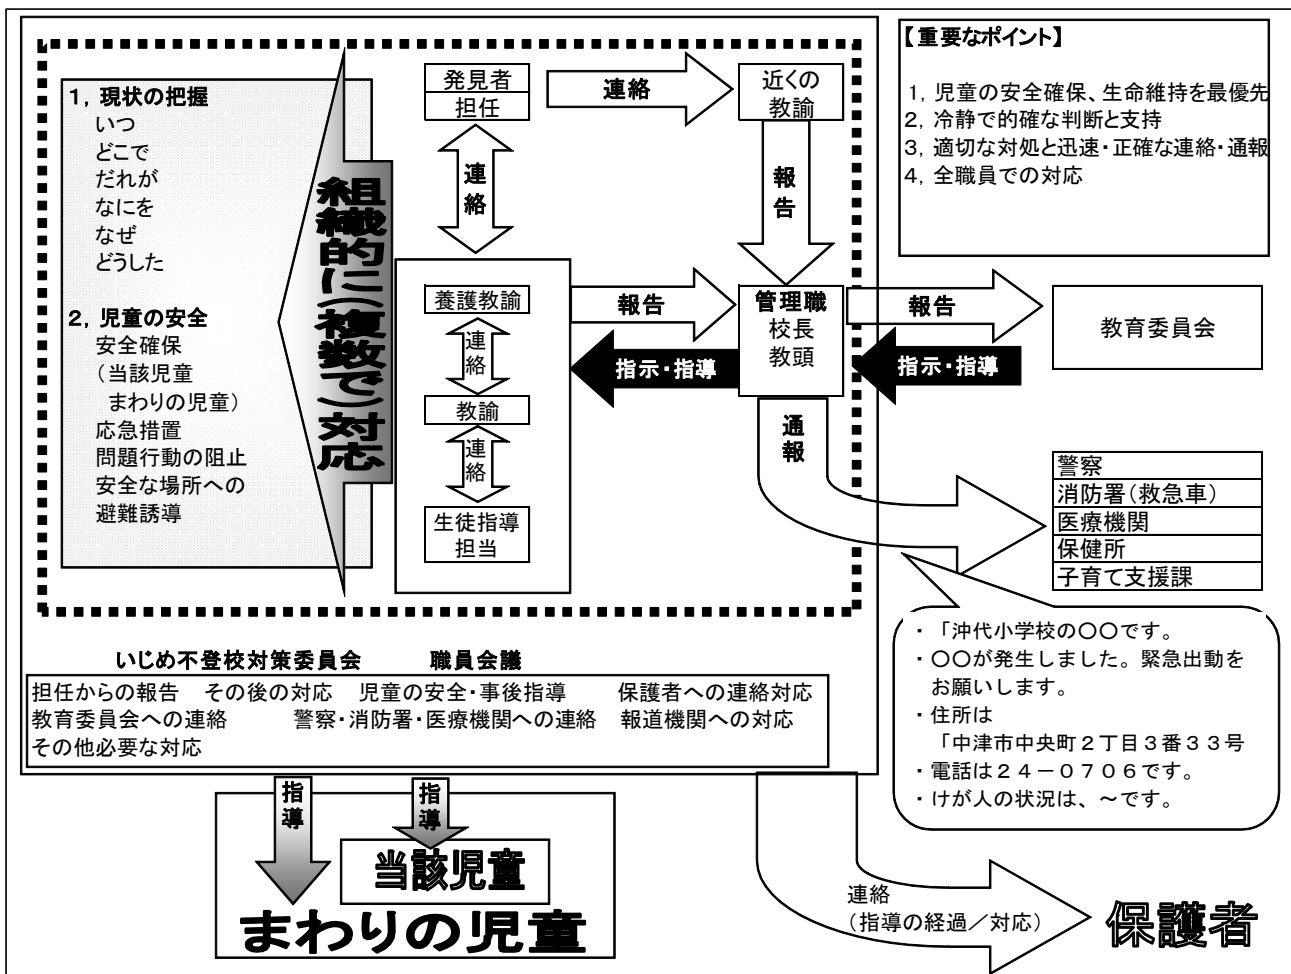 【重要なポイント】
1，児童の安全確保、生命維持を最優先
2，冷静で的確な判断と支持
3，適切な対処と迅速・正確な連絡・通報
4，全職員での対応
1，現状の把握
いつ
どこで
だれが
なにを
なぜ
どうした
2，児童の安全
安全確保
（当該児童
まわりの児童）
応急措置
問題行動の阻止
安全な場所への
避難誘導
組織的に（複数で）対応
発見者
担任
連絡
近くの
教諭
連絡
報告
養護教諭
連絡
教諭
連絡
生徒指導
担当
報告
指示・指導
管理職
校長
教頭
報告
指示・指導
教育委員会
通報
警察
消防署（救急車）
医療機関
保健所
子育て支援課
・「沖代小学校の〇〇です。
・〇〇が発生しました。緊急出動を
お願いします。
・住所は
「中津市中央町２丁目３番３３号
・電話は２４－０７０６です。
・けが人の状況は、～です。
いじめ不登校対策委員会　職員会議
担任からの報告　その後の対応　児童の安全・事後指導　保護者への連絡対応
教育委員会への連絡　警察・消防署・医療機関への連絡　報道機関への対応
その他必要な対応
指導
指導
当該児童
まわりの児童
連絡
（指導の経過／対応）
保護者